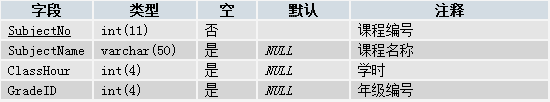 字段 类型 空 默认 注释
SubjectNo int(11) 否 课程编号
SubjectName varchar(50) 是 NULL 课程名称
ClassHour int(4) 是 NULL 学时
GradeID int(4) 是 NULL 年级编号